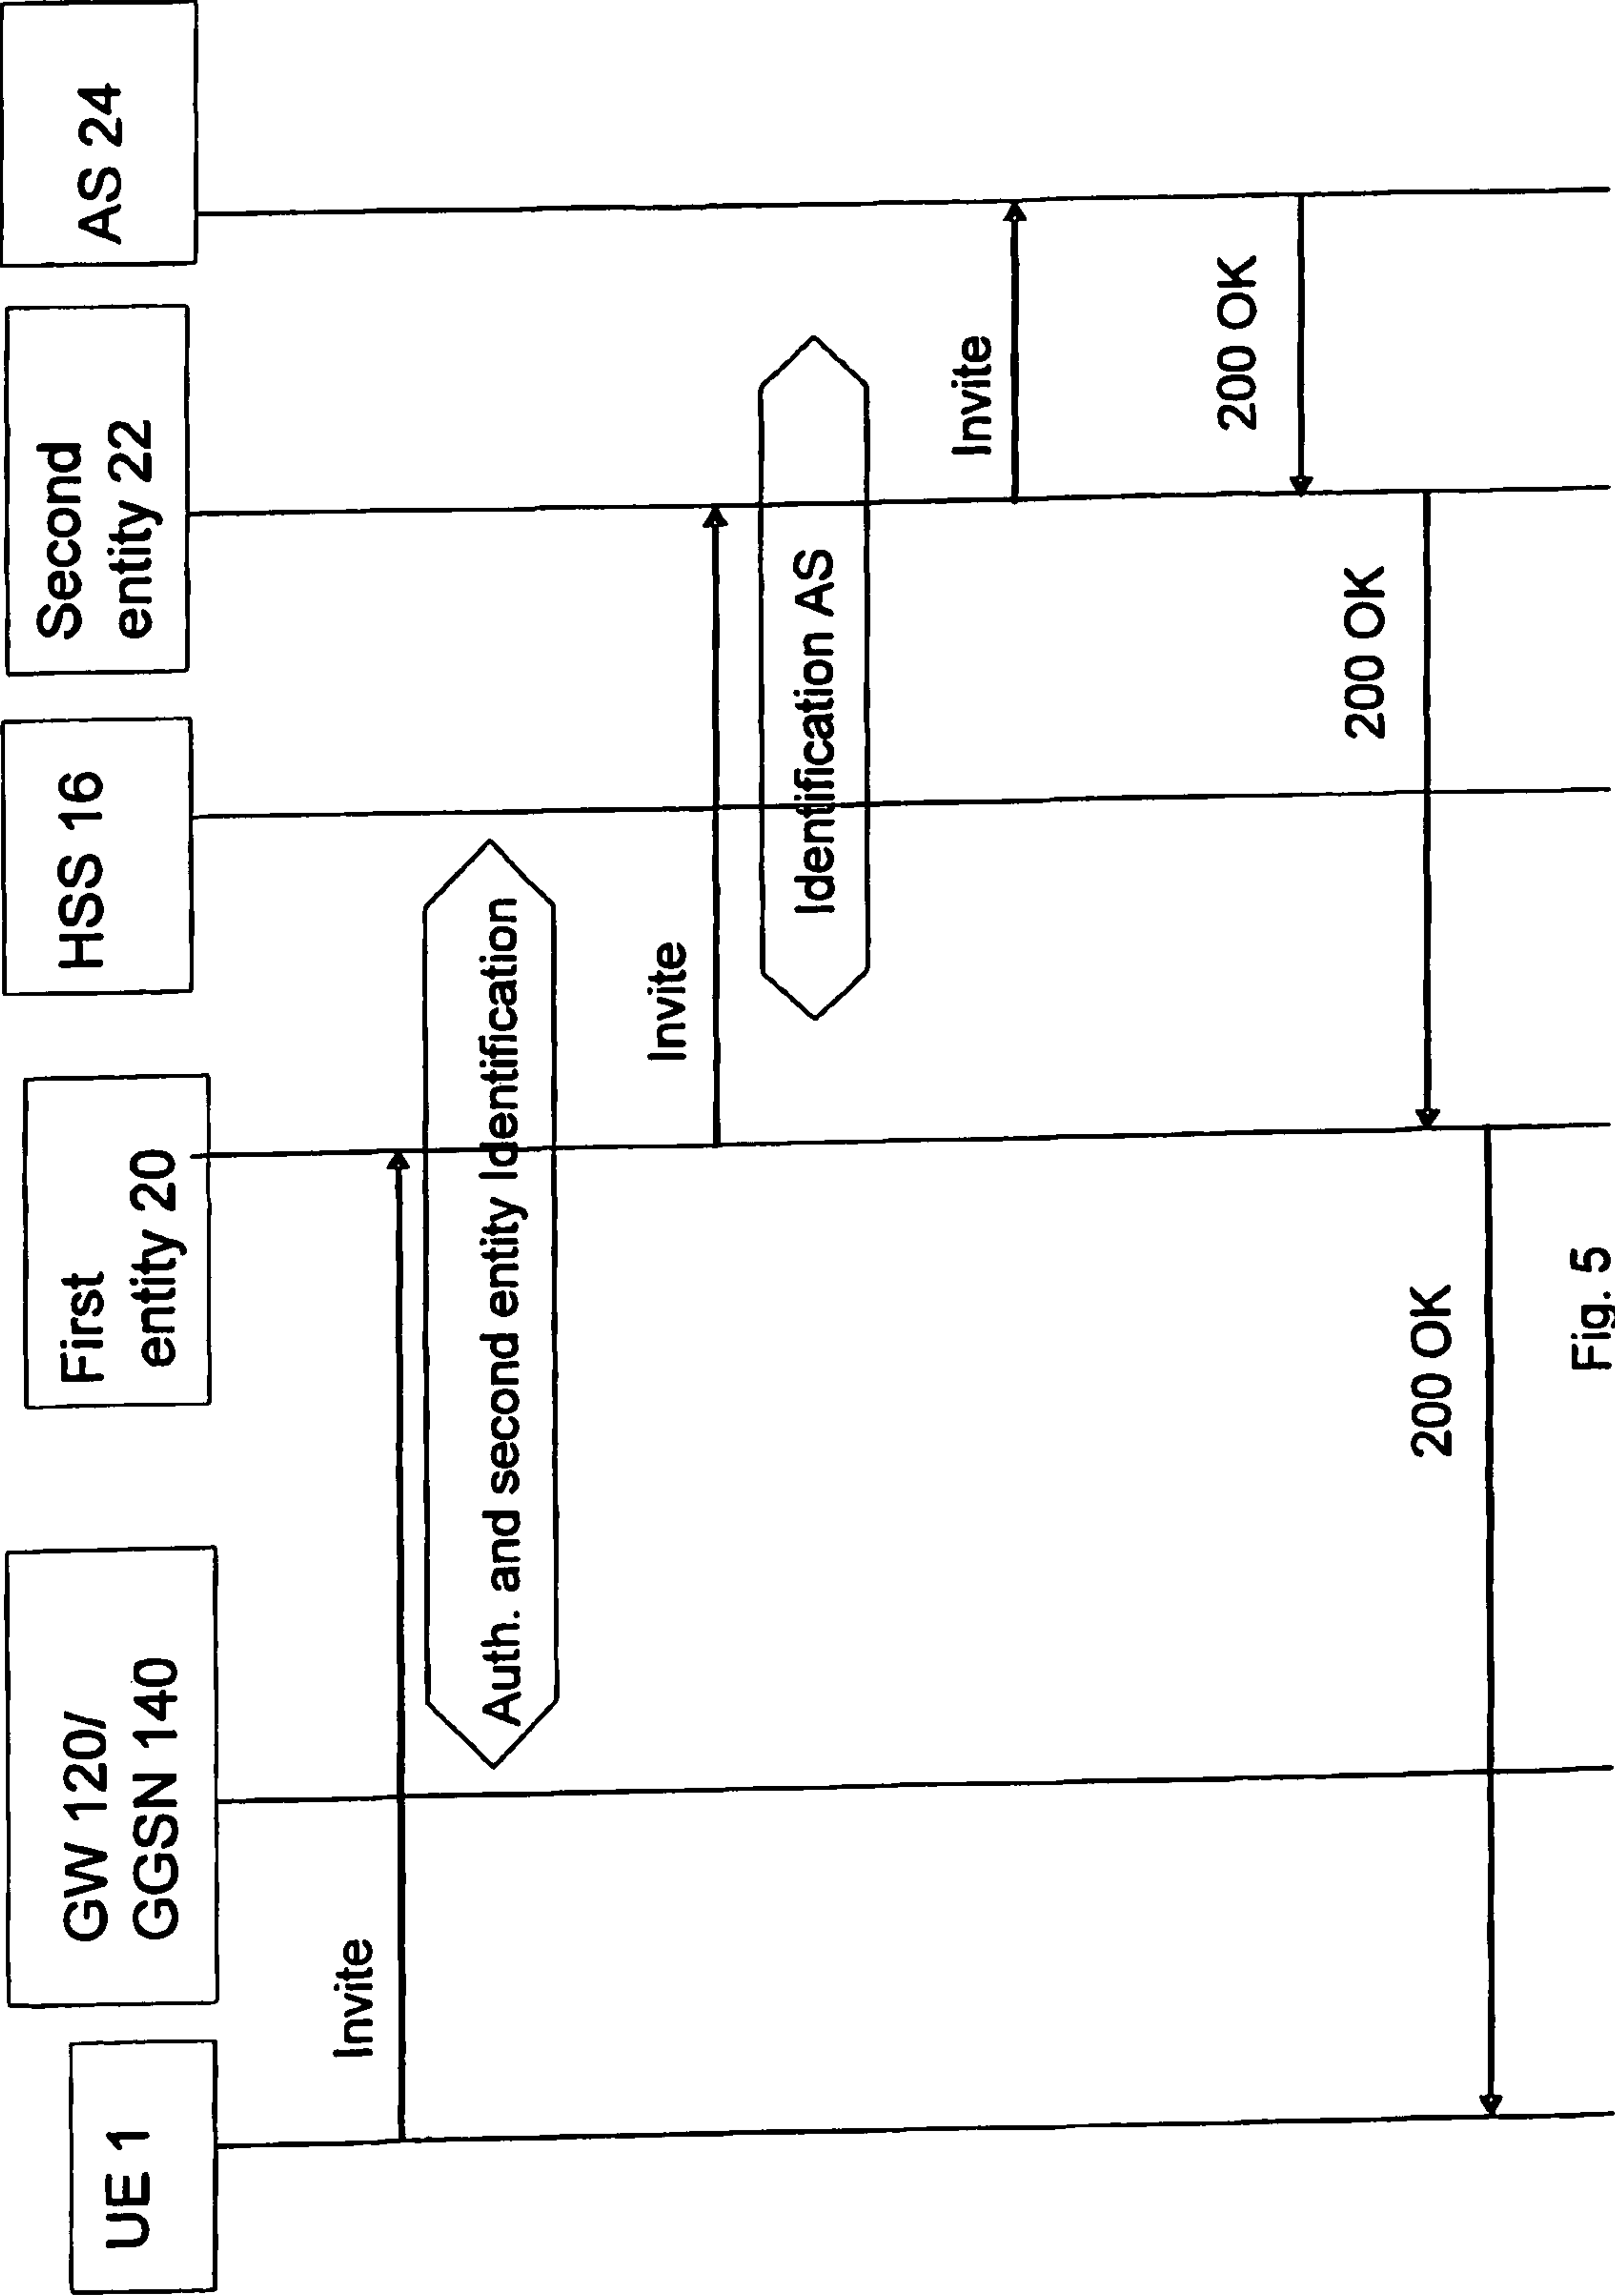 UE 1
GW 120/
GGSN 140
First
entity 20
HSS 16
Second
entity 22
AS 24
Invite
Auth. and second entity Identification
Invite
Identification AS
Invite
200 OK
200 OK
200 OK
Fig. 5